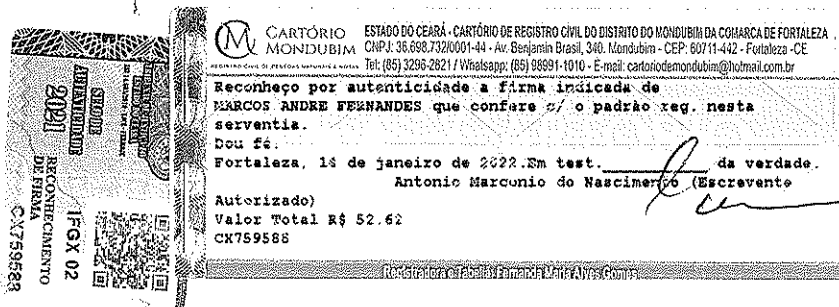 CARTÓRIO
MONDUBIM
ESTADO DO CEARÁ - CARTÓRIO DE REGISTRO CIVIL DO DISTRITO DO MONDUBIM DA COMARCA DE FORTALEZA
CNPJ: 36.698.732/0001-44 - Av. Benjamin Brasil, 340. Mondubim - CEP: 60711-442 - Fortaleza -CE
Tel: (85) 3296-2821 / Whatsapp: (85) 98991-1010 - E-mail: cartoriodemondubim@hotmail.com.br
Reconheço por autenticidade a firma indicada de
MARCOS ANDRE FERNANDES que confere c/ o padrão reg. nesta
serventia.
Dou fé.
Fortaleza, 14 de janeiro de 2022.Em test. da verdade.
Antonio Marconio do Nascimento (Escrevente
Autorizado)
Valor Total R$ 52.62
CX759588
Registradora e Tabeliã: Fernanda Maria Alves Gomes
SELO DE
AUTENTICIDADE
2021
RECONHECIMENTO
DE FIRMA
IFGX 02
CX759588